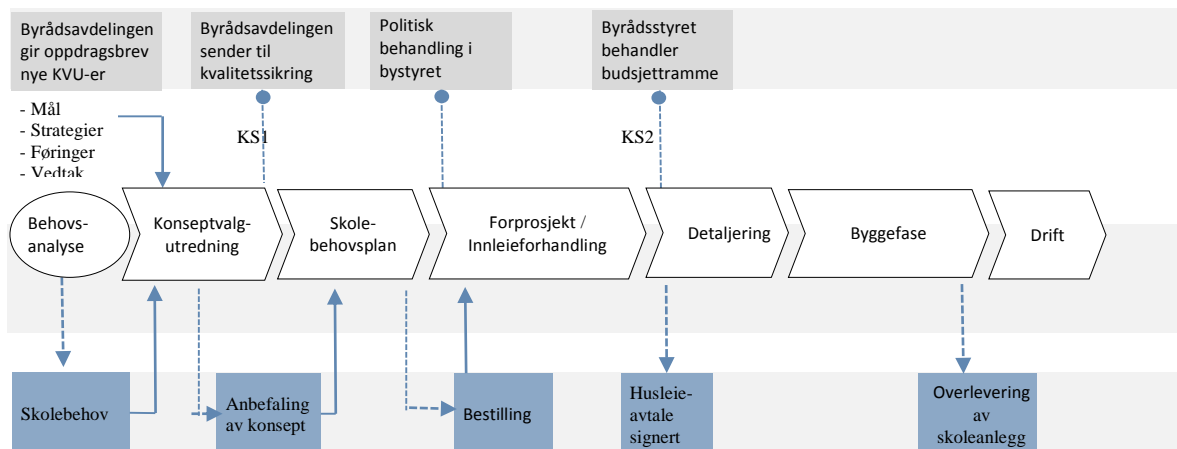 Byrådsavdelingen
gir oppdragsbrev
nye KVU-er
Byrådsavdelingen
sender til
kvalitetssikring
Politisk
behandling i
bystyret
Byrådsstyret
behandler
budsjettramme
- Mål
- Strategier
- Føringer
- Vedtak
KS1
KS2
Behovs-
analyse
Konseptvalg-
utredning
Skole-
behovsplan
Forprosjekt /
Innleieforhandling
Detaljering
Byggefase
Drift
Skolebehov
Anbefaling
av konsept
Bestilling
Husleie-
avtale
signert
Overlevering
av
skoleanlegg